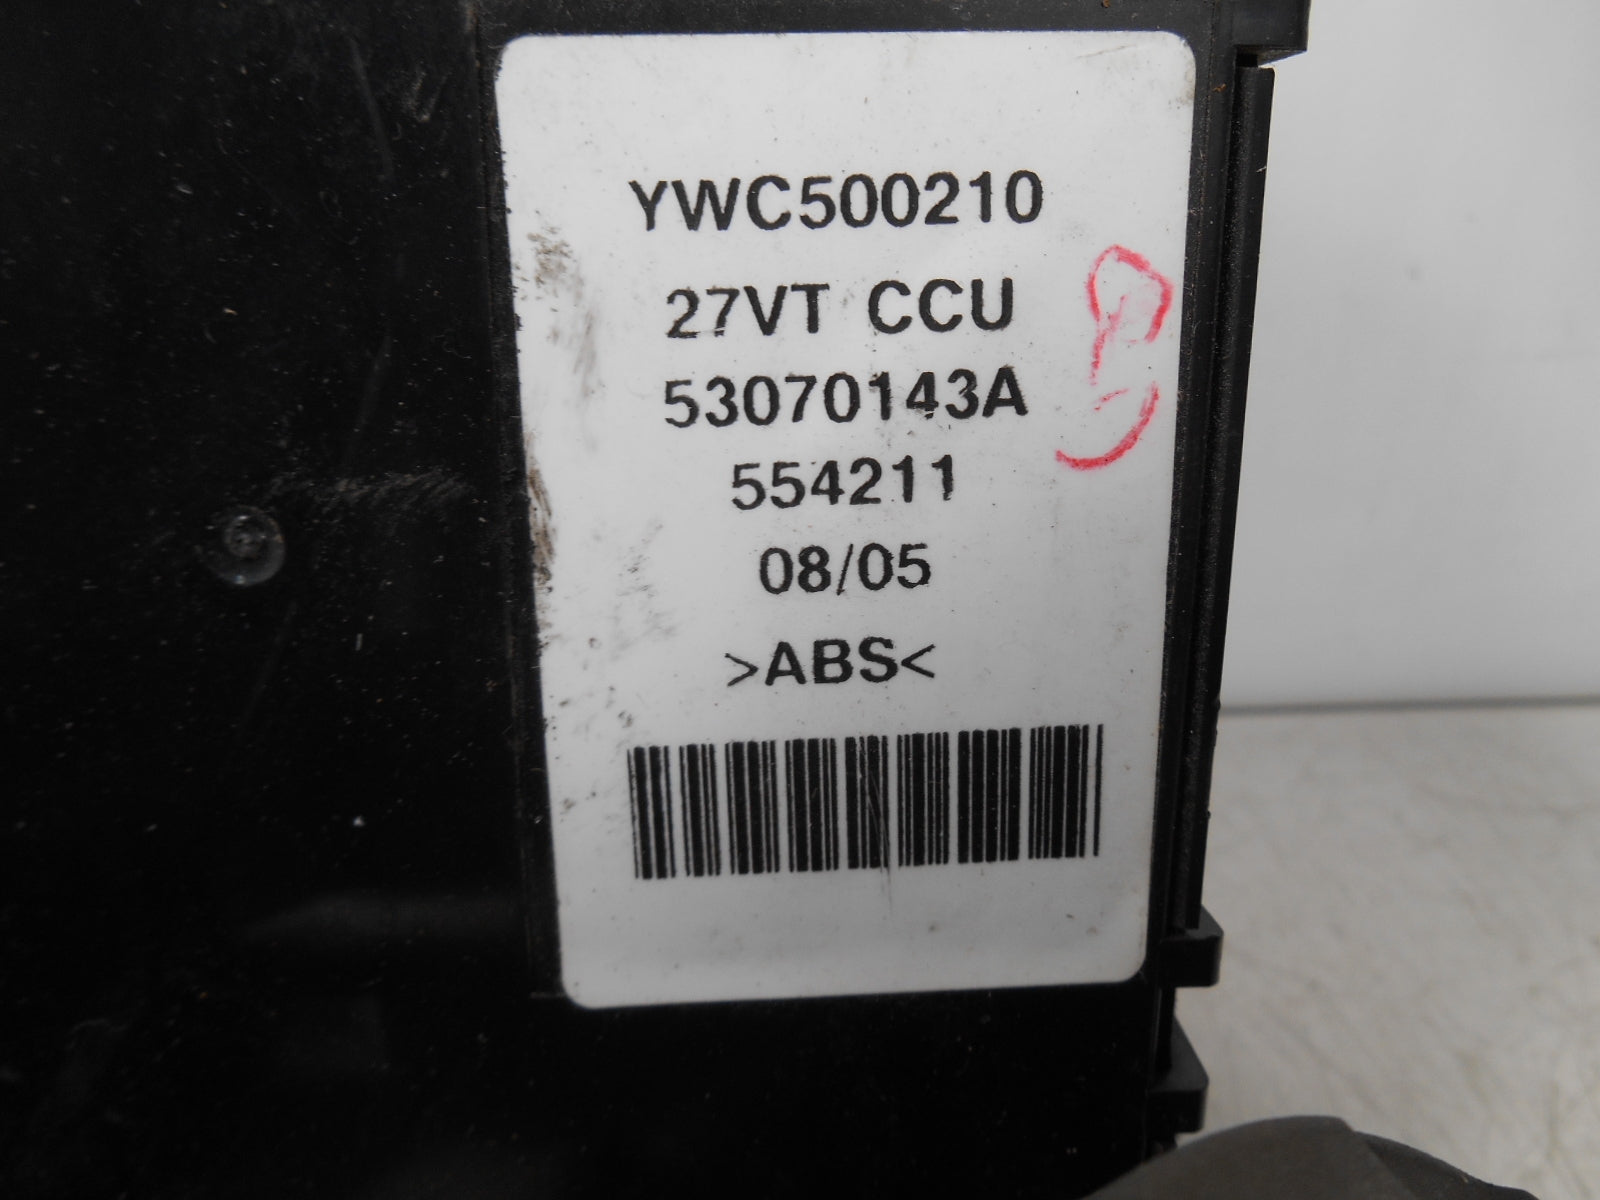 YWC500210
27VT CCU
53070143A
554211
08/05
>ABS<